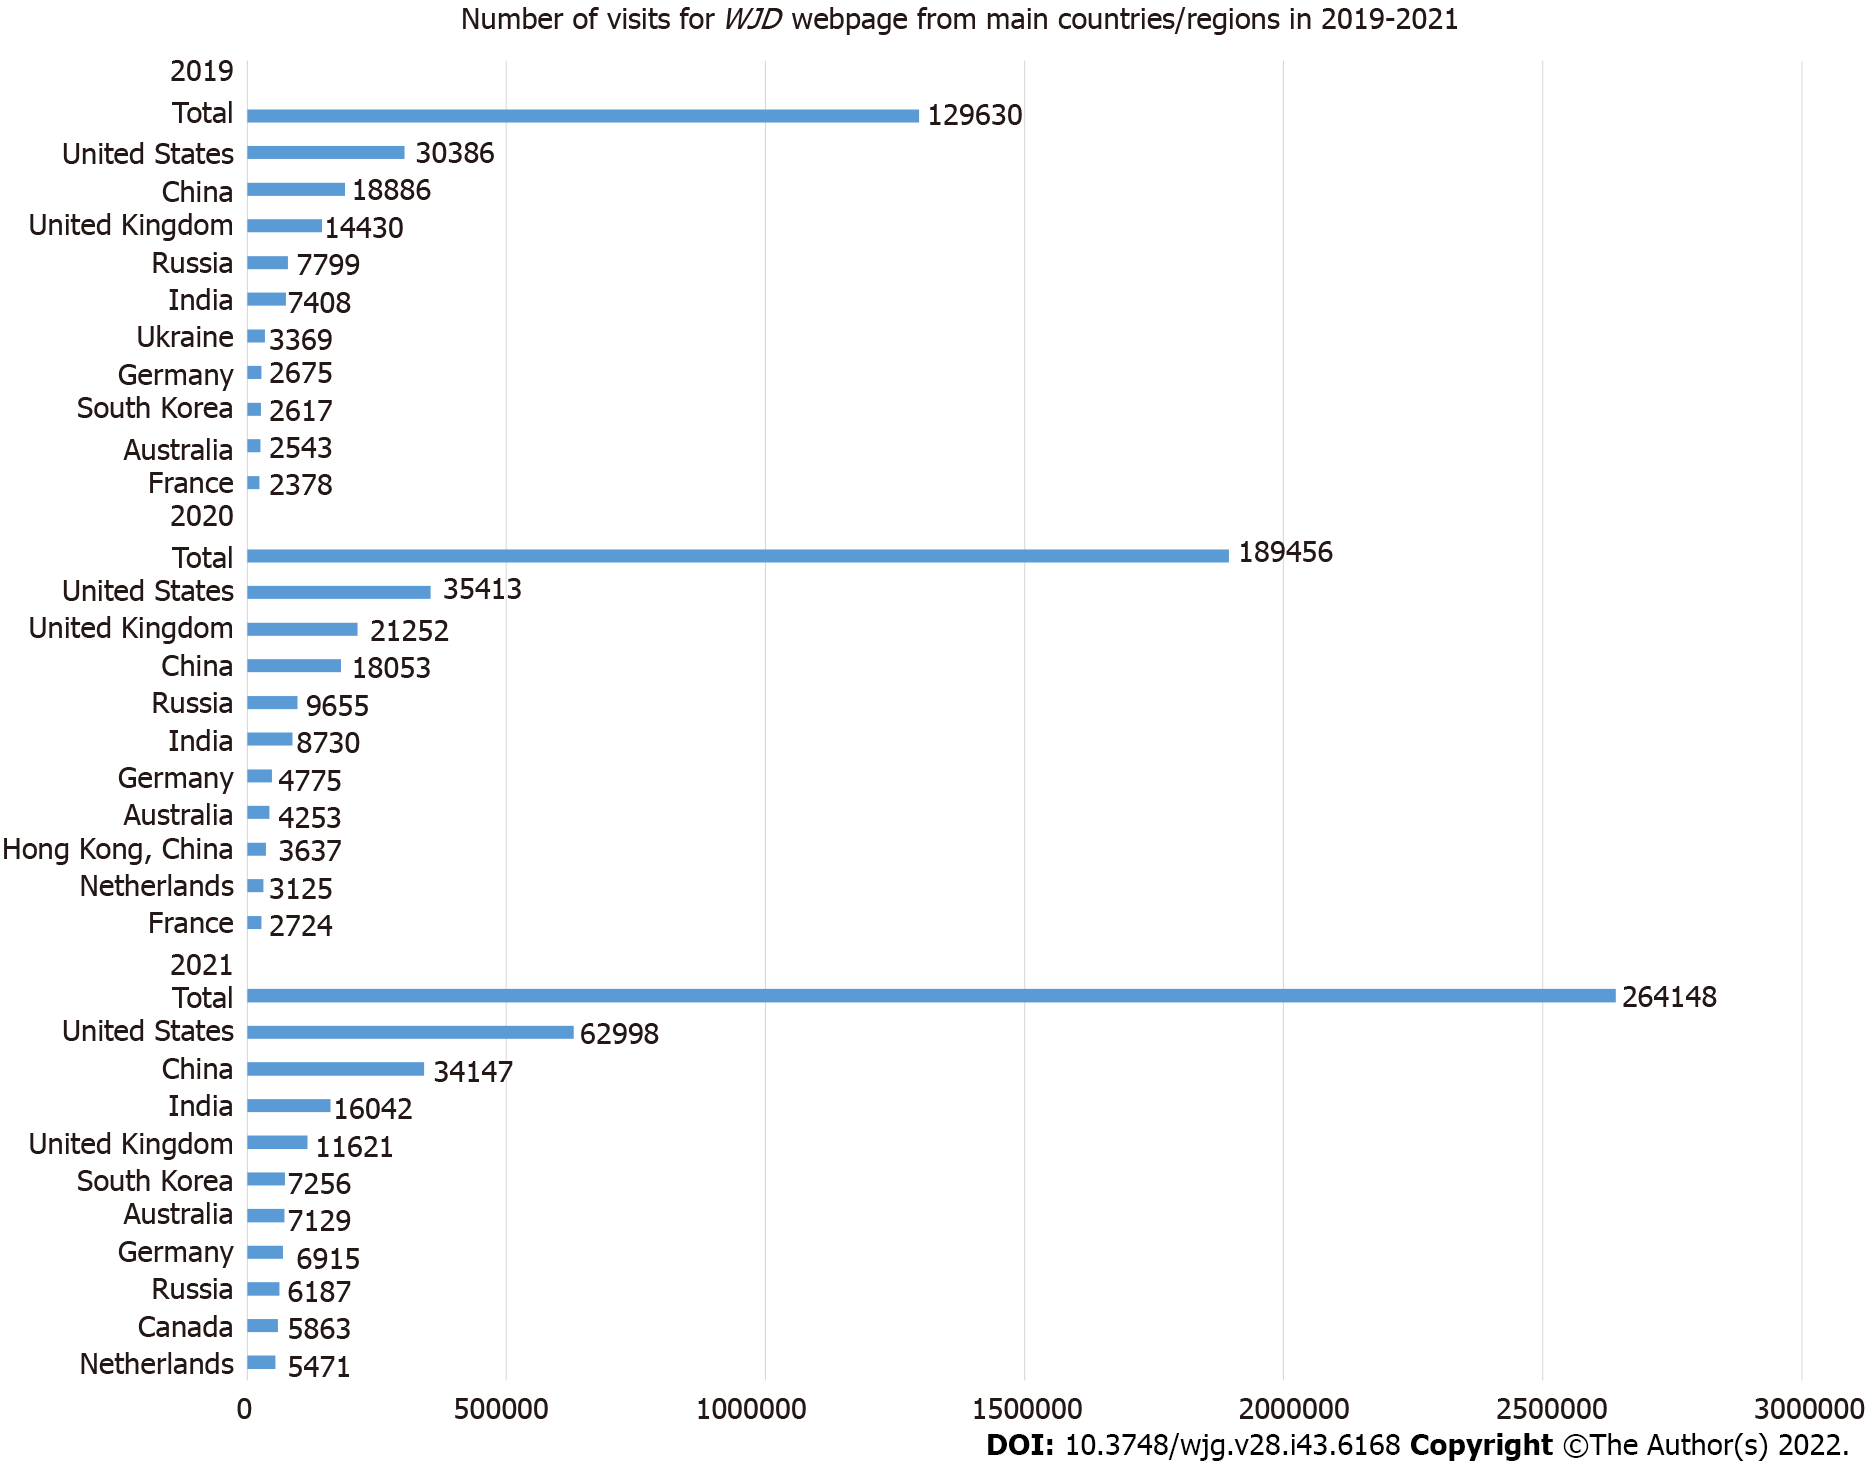 Number of visits for WJD webpage from main countries/regions in 2019-2021
2019
Total 129630
United States 30386
China 18886
United Kingdom 14430
Russia 7799
India 7408
Ukraine 3369
Germany 2675
South Korea 2617
Australia 2543
France 2378
2020
Total 189456
United States 35413
United Kingdom 21252
China 18053
Russia 9655
India 8730
Germany 4775
Australia 4253
Hong Kong, China 3637
Netherlands 3125
France 2724
2021
Total 264148
United States 62998
China 34147
India 16042
United Kingdom 11621
South Korea 7256
Australia 7129
Germany 6915
Russia 6187
Canada 5863
Netherlands 5471
0 500000 1000000 1500000 2000000 2500000 3000000
DOI: 10.3748/wjg.v28.i43.6168 Copyright ©The Author(s) 2022.